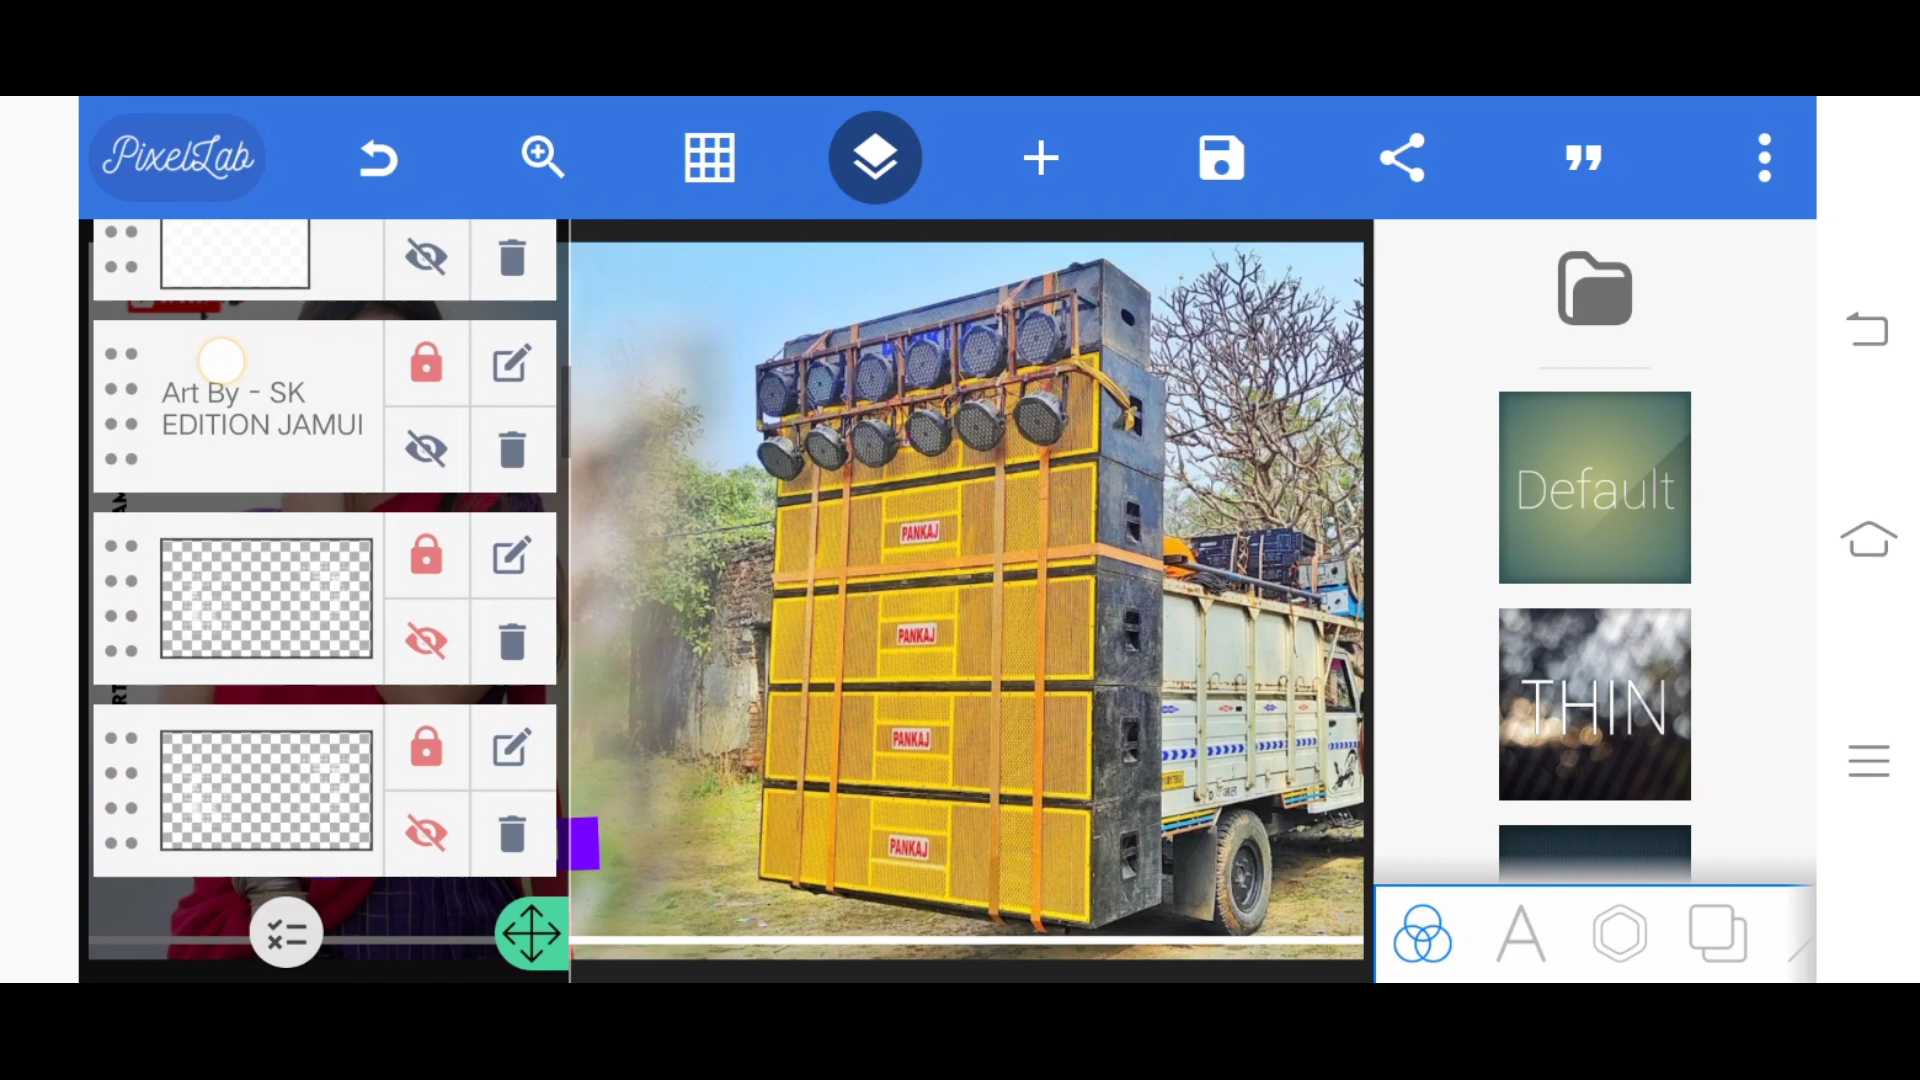 PixelLab
Art By - SK
EDITION JAMUI
PANKAJ
PANKAJ
PANKAJ
PANKAJ
Default
THIN